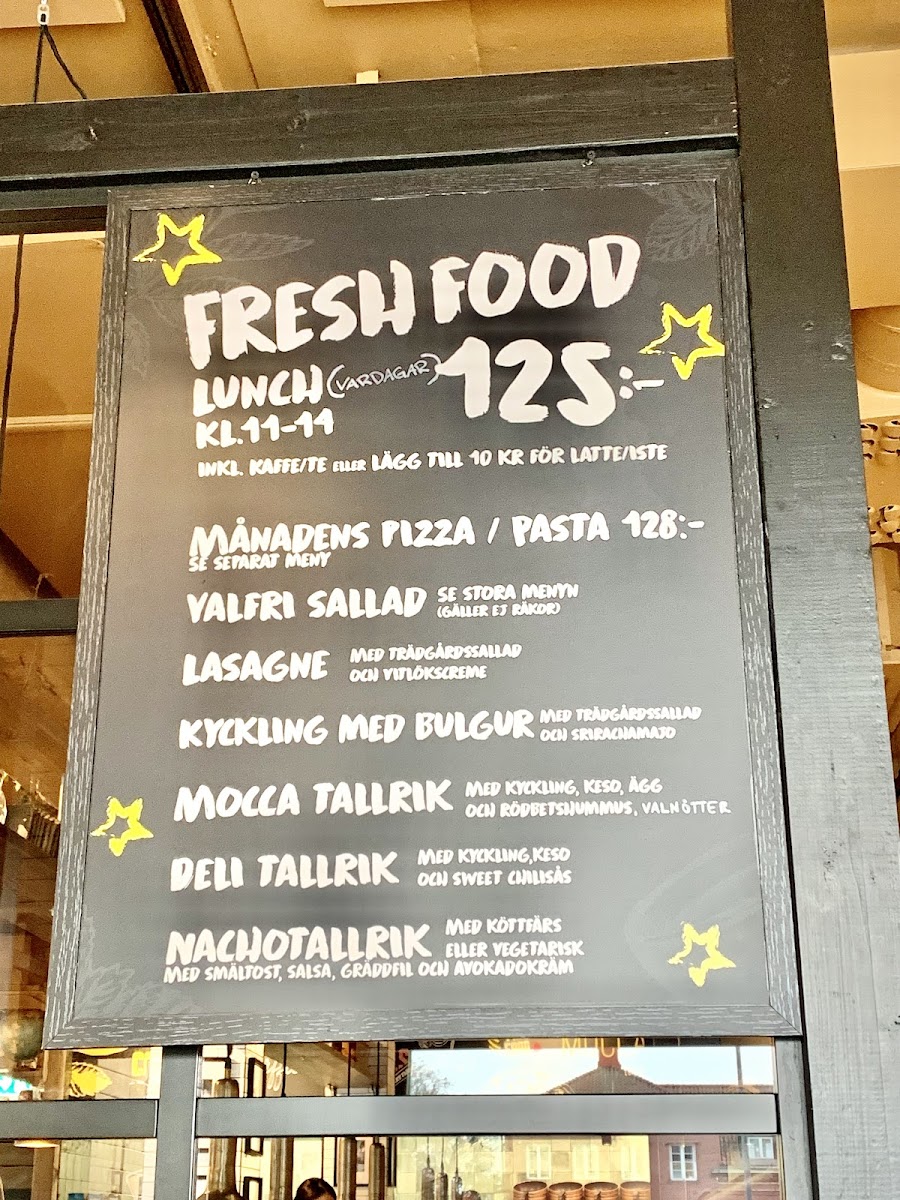 FRESH FOOD
LUNCH (VARDAGAR) 125:-
KL.11-11
INKL. KAFFE/TE ELLER LÄGG TILL 10 KR FÖR LATTE/ISTE
MÅNADENS PIZZA / PASTA 128:-
SE SEPARAT MENY
VALFRI SALLAD SE STORA MENYN
(GÄLLER EJ RÄKOR)
LASAGNE MED TRÄDGÅRDSSALLAD
OCH VITLÖKSCREME
KYCKLING MED BULGUR MED TRÄDGÅRDSSALLAD
OCH SRIRACHAMAJO
MOCCA TALLRIK MED KYCKLING, KESO, ÄGG
OCH RÖDBETSHUMMUS, VALNÖTTER
DELI TALLRIK MED KYCKLING,KESO
OCH SWEET CHILISÅS
NACHOTALLRIK MED KÖTTFÄRS
ELLER VEGETARISK
MED SMÄLTOST, SALSA, GRÄDDFIL OCH AVOKADOKRÄM